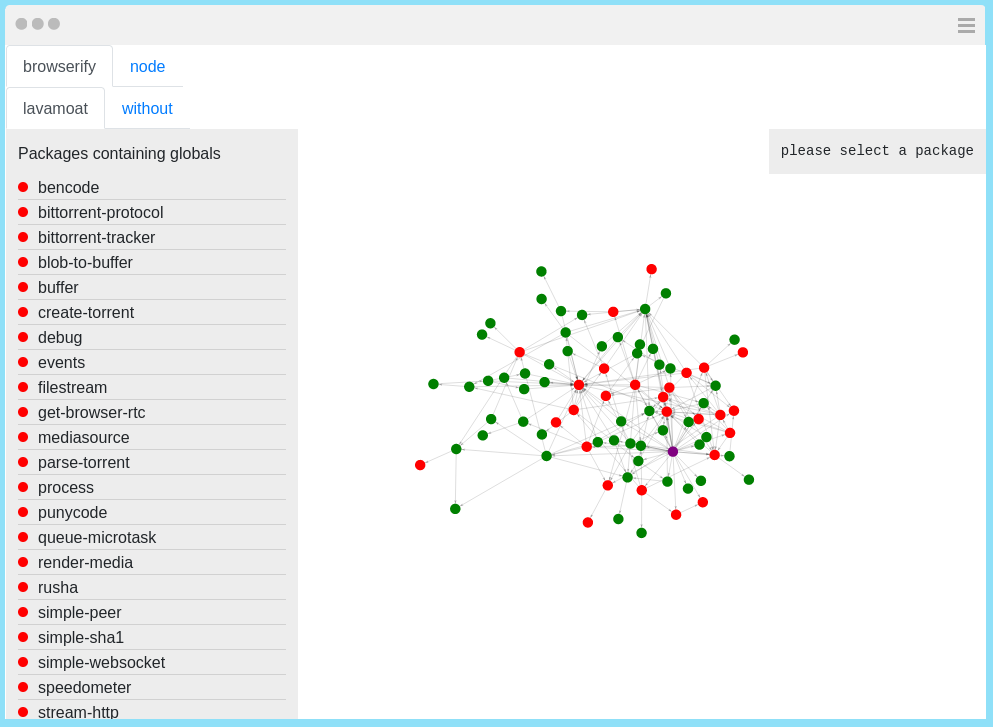 browserify node
lavamoat without
Packages containing globals
please select a package
bencode
bittorrent-protocol
bittorrent-tracker
blob-to-buffer
buffer
create-torrent
debug
events
filestream
get-browser-rtc
mediasource
parse-torrent
process
punycode
queue-microtask
render-media
rusha
simple-peer
simple-sha1
simple-websocket
speedometer
stream-http